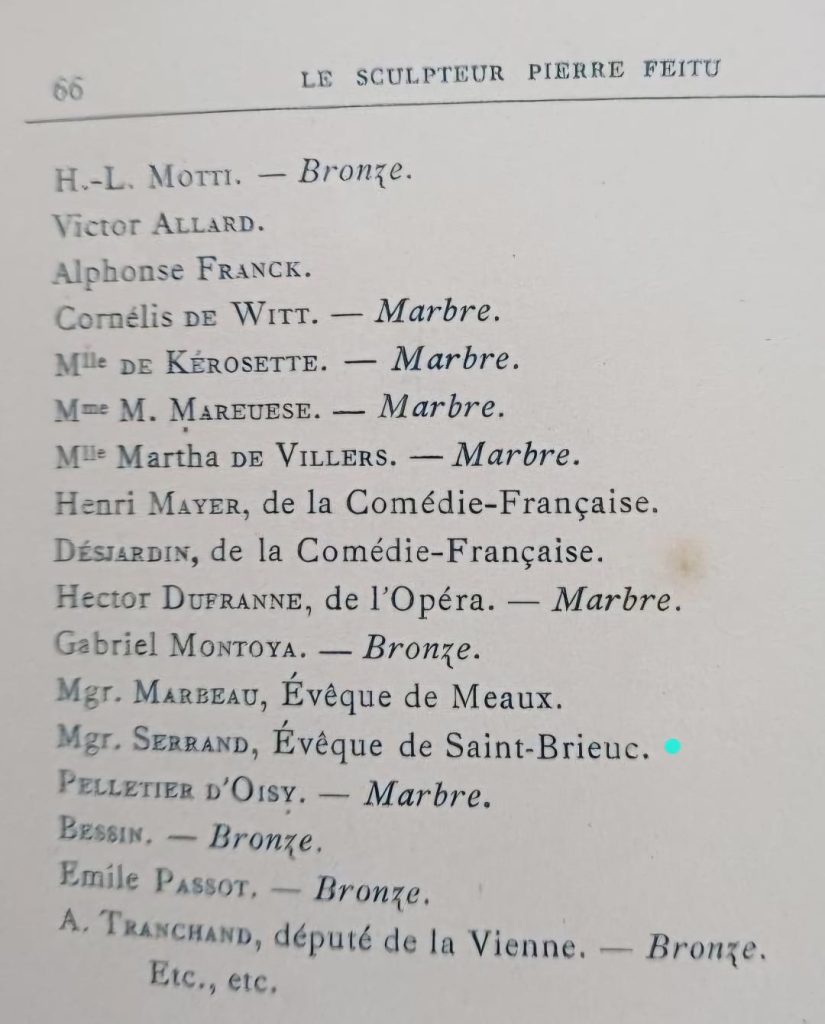 66 LE SCULPTEUR PIERRE FEITU
H.-L. MOTTI. — Bronze.
Victor ALLARD.
Alphonse FRANCK.
Cornélis DE WITT. — Marbre.
Mlle DE KÉROSETTE. — Marbre.
Mme M. MAREUESE. — Marbre.
Mlle Martha DE VILLERS. — Marbre.
Henri MAYER, de la Comédie-Française.
DÉSJARDIN, de la Comédie-Française.
Hector DUFRANNE, de l'Opéra. — Marbre.
Gabriel MONTOYA. — Bronze.
Mgr. MARBEAU, Évêque de Meaux.
Mgr. SERRAND, Évêque de Saint-Brieuc.
PELLETIER D'OISY. — Marbre.
BESSIN. — Bronze.
Emile PASSOT. — Bronze.
A. TRANCHAND, député de la Vienne. — Bronze.
Etc., etc.